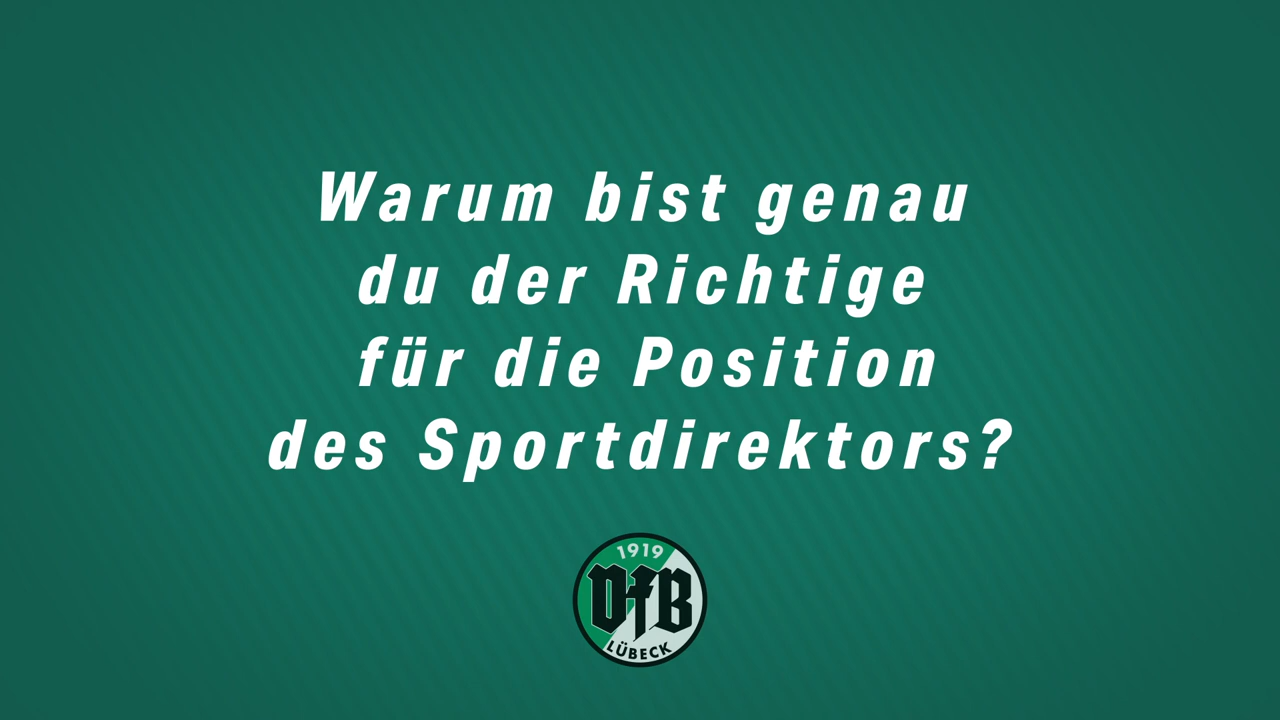 Warum bist genau
du der Richtige
für die Position
des Sportdirektors?
1919
VfB
LÜBECK